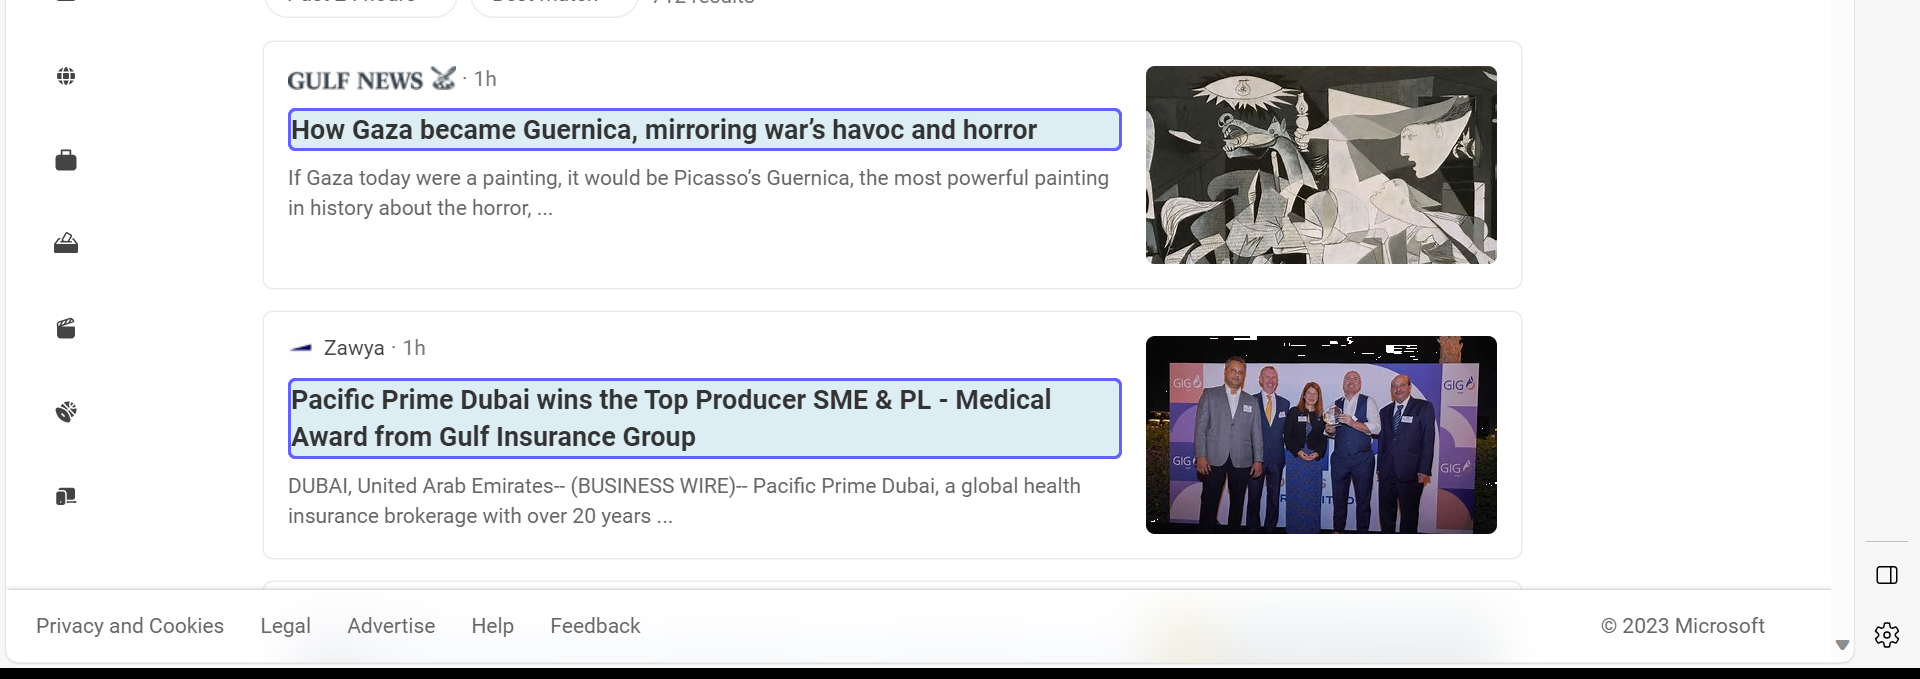 712 results
GULF NEWS · 1h
How Gaza became Guernica, mirroring war’s havoc and horror
If Gaza today were a painting, it would be Picasso’s Guernica, the most powerful painting
in history about the horror, ...
Zawya · 1h
Pacific Prime Dubai wins the Top Producer SME & PL - Medical
Award from Gulf Insurance Group
DUBAI, United Arab Emirates-- (BUSINESS WIRE)-- Pacific Prime Dubai, a global health
insurance brokerage with over 20 years ...
GIG
GIG
GIG
GIG
Privacy and Cookies
Legal
Advertise
Help
Feedback
© 2023 Microsoft